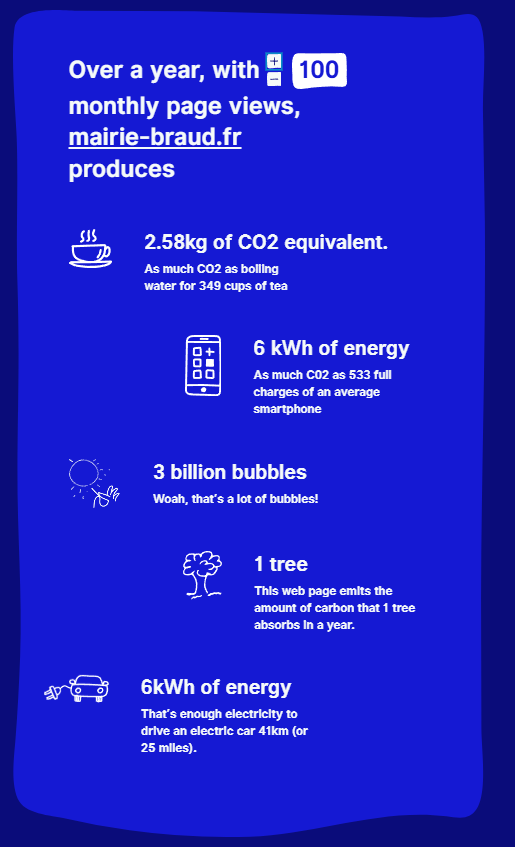 Over a year, with + − 100
monthly page views,
mairie-braud.fr
produces
2.58kg of CO2 equivalent.
As much CO2 as boiling
water for 349 cups of tea
6 kWh of energy
As much C02 as 533 full
charges of an average
smartphone
3 billion bubbles
Woah, that's a lot of bubbles!
1 tree
This web page emits the
amount of carbon that 1 tree
absorbs in a year.
6kWh of energy
That's enough electricity to
drive an electric car 41km (or
25 miles).